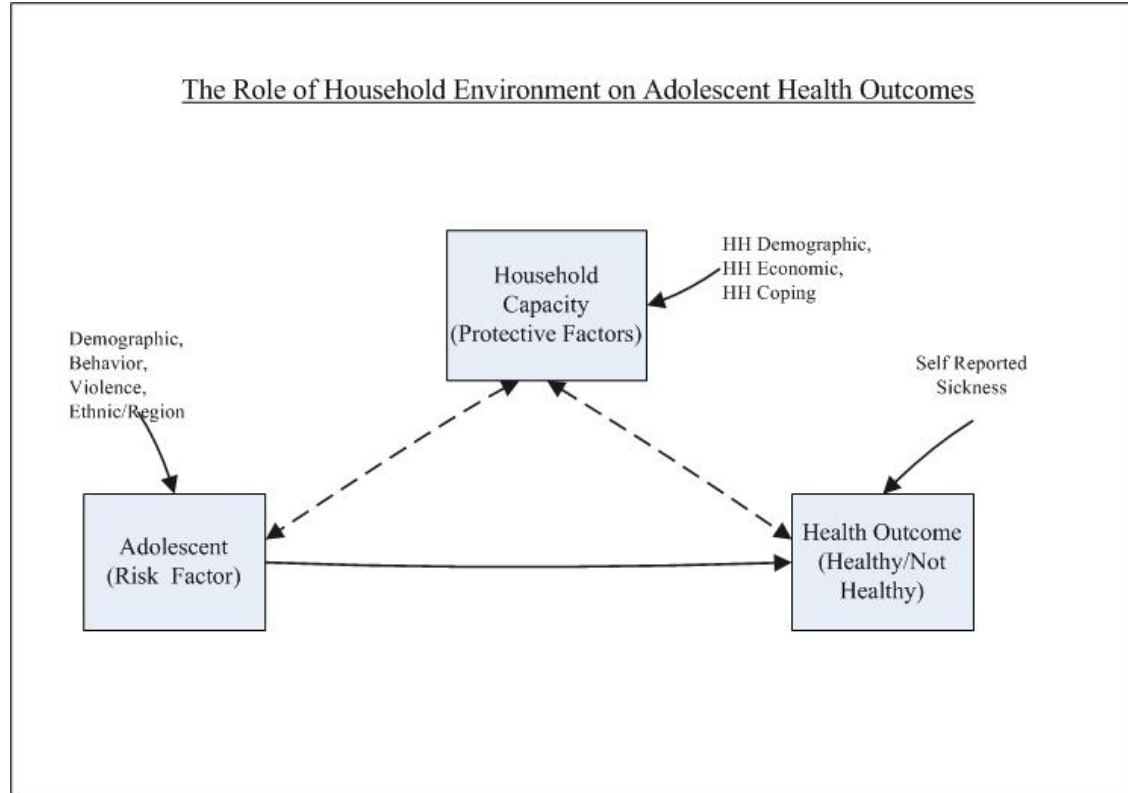 The Role of Household Environment on Adolescent Health Outcomes
Household
Capacity
(Protective Factors)
HH Demographic,
HH Economic,
HH Coping
Demographic,
Behavior,
Violence,
Ethnic/Region
Self Reported
Sickness
Adolescent
(Risk Factor)
Health Outcome
(Healthy/Not
Healthy)